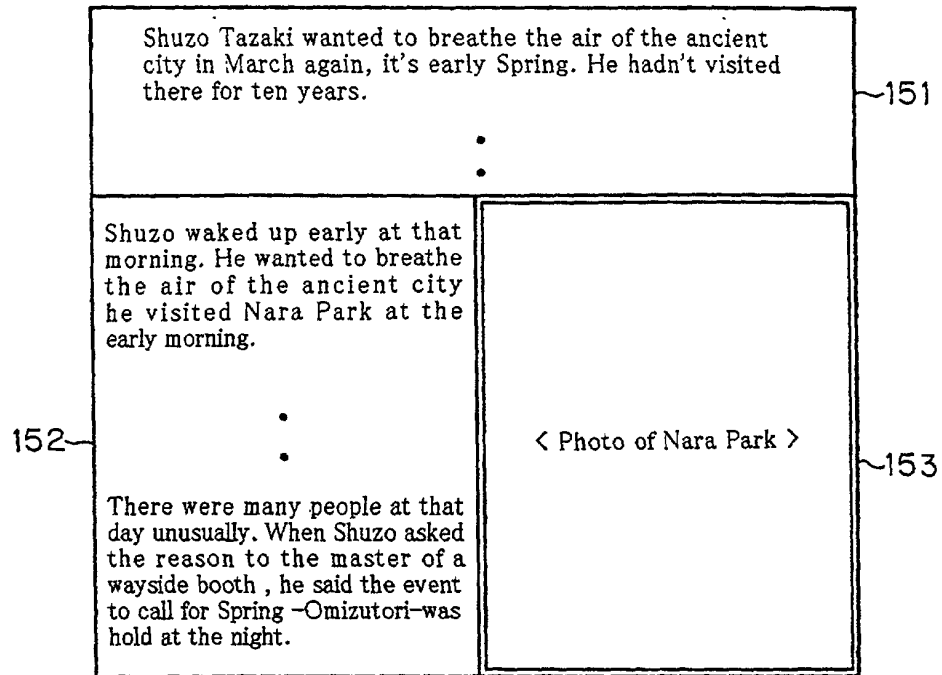 Shuzo Tazaki wanted to breathe the air of the ancient
city in March again, it's early Spring. He hadn't visited
there for ten years.
151
Shuzo waked up early at that
morning. He wanted to breathe
the air of the ancient city
he visited Nara Park at the
early morning.
152
There were many people at that
day unusually. When Shuzo asked
the reason to the master of a
wayside booth , he said the event
to call for Spring -Omizutori-was
hold at the night.
< Photo of Nara Park >
153